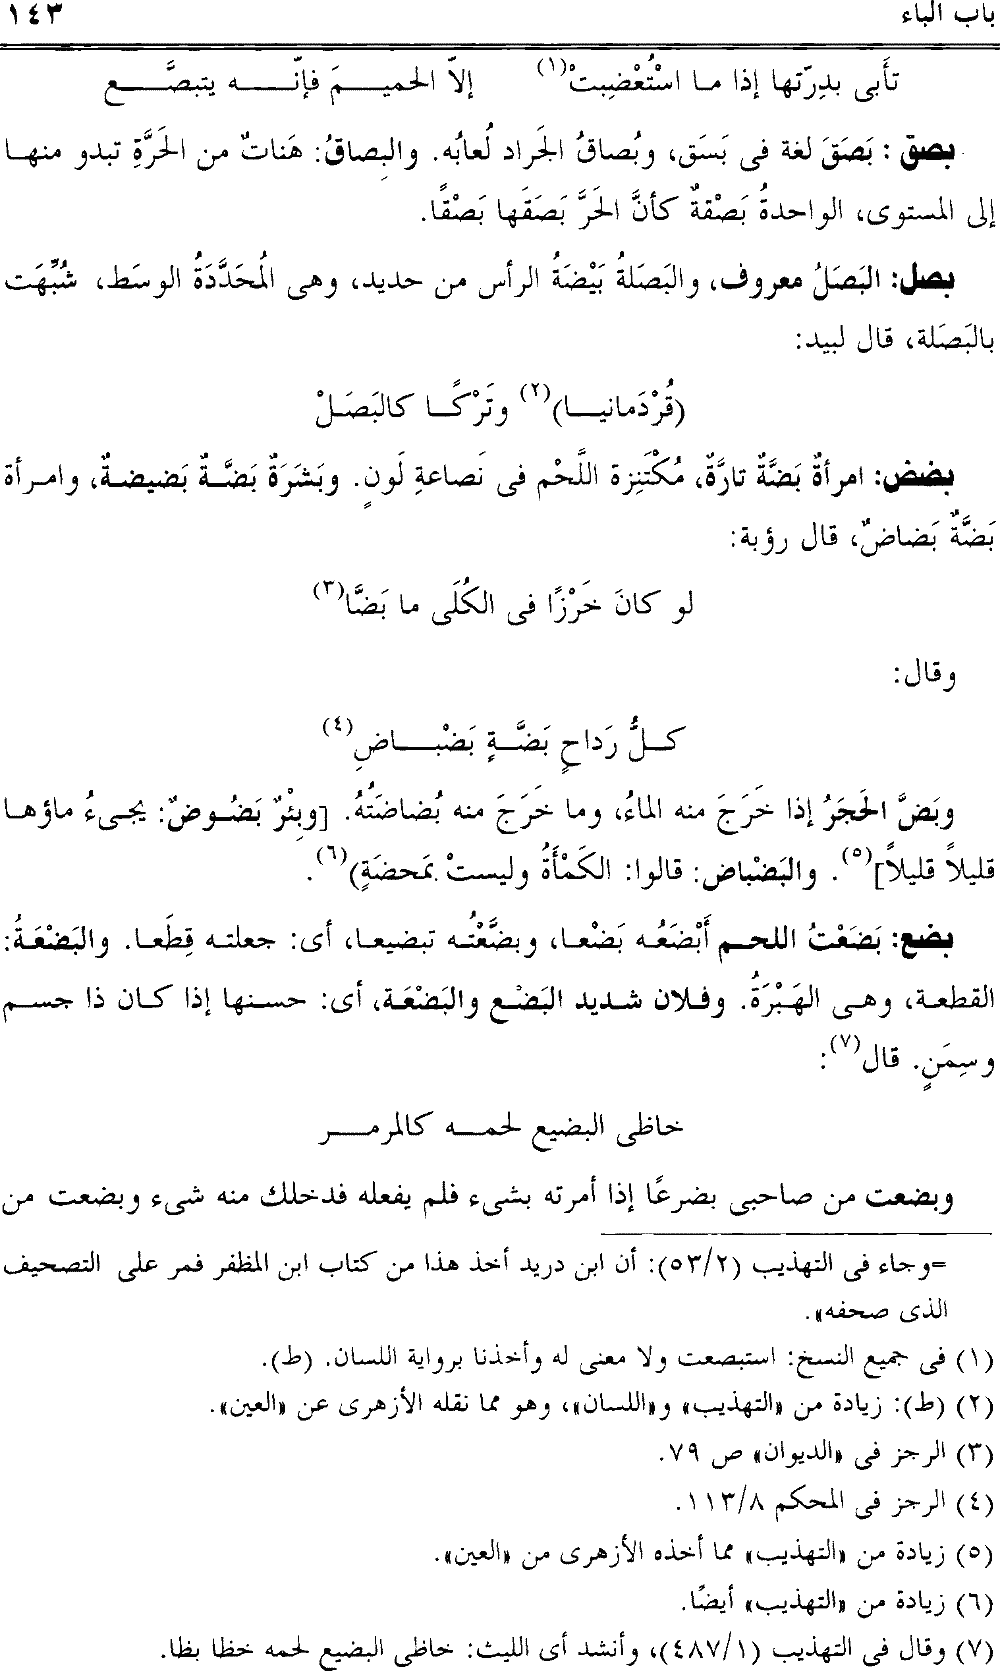 باب الباء ١٤٣
تأَبى بدِرّتها إذا ما اسْتُغْضِبتْ(١) إلاّ الحميمَ فإنّه يتبصَّع
بصق : بَصَقَ لغة فى بَسَق، وبُصاقُ الجَراد لُعابُه. والبِصاقُ: هَناتٌ من الحَرَّةِ تبدو منها
إلى المستوى، الواحدةُ بَصْقةٌ كأنَّ الحَرَّ بَصَقَها بَصْقًا.
بصل: البَصَلُ معروف، والبَصَلةُ بَيْضَةُ الرأس من حديد، وهى المُحَدَّدَةُ الوسَط، شُبِّهَت
بالبَصَلة، قال لبيد:
(قُرْدَمانيا)(٢) وتَرْكًا كالبَصَلْ
بضض: امرأةٌ بَضَّةٌ تارَّةٌ، مُكْتَنِزة اللَّحْم فى نَصاعةِ لَونٍ. وبَشَرَةٌ بَضَّةٌ بَضيضةٌ، وامرأة
بَضَّةٌ بَضاضٌ، قال رؤبة:
لو كانَ خَرْزًا فى الكُلَى ما بَضَّا(٣)
وقال:
كلُّ رَداحٍ بَضَّةٍ بَضْباضِ(٤)
وبَضَّ الحَجَرُ إذا خَرَجَ منه الماءُ، وما خَرَجَ منه بُضاضَتُهُ. [وبِئْرٌ بَضُوضٌ: يجىءُ ماؤها
قليلاً قليلاً](٥). والبَضْباض: قالوا: الكَمْأَةُ وليستْ بمَحضَةٍ)(٦).
بضع: بَضَعْتُ اللحم أَبْضَعُه بَضْعا، وبضَّعْتُه تبضيعا، أى: جعلته قِطَعا. والبَضْعَةُ:
القطعة، وهى الهَبْرَةُ. وفلان شديد البَضْع والبَضْعَة، أى: حسنها إذا كان ذا جسم
وسِمَنٍ. قال(٧):
خاظى البضيع لحمه كالمرمر
وبضعت من صاحبى بضرعًا إذا أمرته بشىء فلم يفعله فدخلك منه شىء وبضعت من
=وجاء فى التهذيب (٥٣/٢): أن ابن دريد أخذ هذا من كتاب ابن المظفر فمر على التصحيف
الذى صحفه».
(١) فى جميع النسخ: استبصعت ولا معنى له وأخذنا برواية اللسان. (ط).
(٢) (ط): زيادة من «التهذيب» و«اللسان»، وهو مما نقله الأزهرى عن «العين».
(٣) الرجز فى «الديوان» ص ٧٩.
(٤) الرجز فى المحكم ١١٣/٨.
(٥) زيادة من «التهذيب» مما أخذه الأزهرى من «العين».
(٦) زيادة من «التهذيب» أيضًا.
(٧) وقال فى التهذيب (٤٨٧/١)، وأنشد أى الليث: خاظى البضيع لحمه خظا بظا.